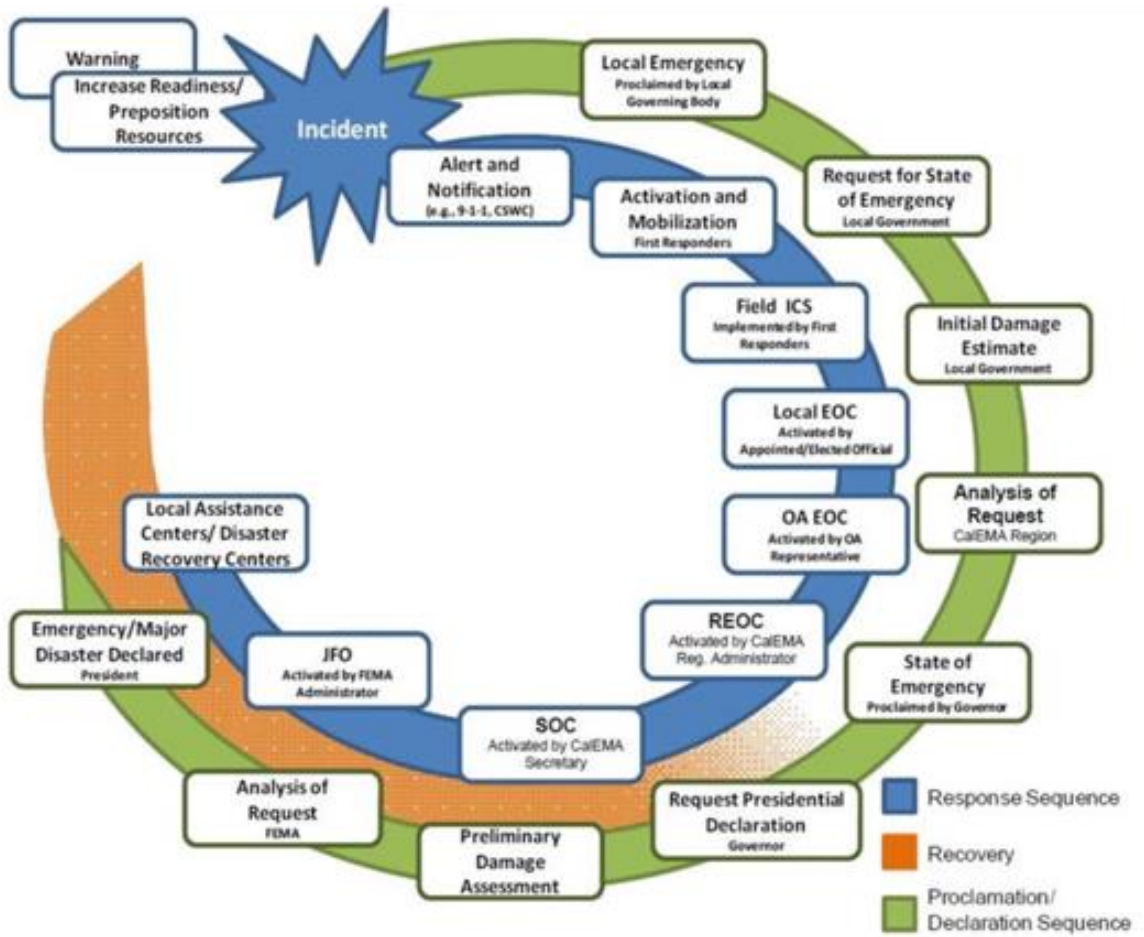 Warning
Increase Readiness/
Preposition
Resources
Incident
Local Emergency
Proclaimed by Local
Governing Body
Alert and
Notification
(e.g., 9-1-1, CSWC)
Activation and
Mobilization
First Responders
Request for State
of Emergency
Local Government
Field ICS
Implemented by First
Responders
Initial Damage
Estimate
Local Government
Local EOC
Activated by
Appointed/Elected Official
Analysis of
Request
CalEMA Region
OA EOC
Activated by OA
Representative
Local Assistance
Centers/ Disaster
Recovery Centers
REOC
Activated by CalEMA
Reg. Administrator
Emergency/Major
Disaster Declared
President
JFO
Activated by FEMA
Administrator
State of
Emergency
Proclaimed by Governor
SOC
Activated by CalEMA
Secretary
Analysis of
Request
FEMA
Preliminary
Damage
Assessment
Request Presidential
Declaration
Governor
Response Sequence
Recovery
Proclamation/
Declaration Sequence